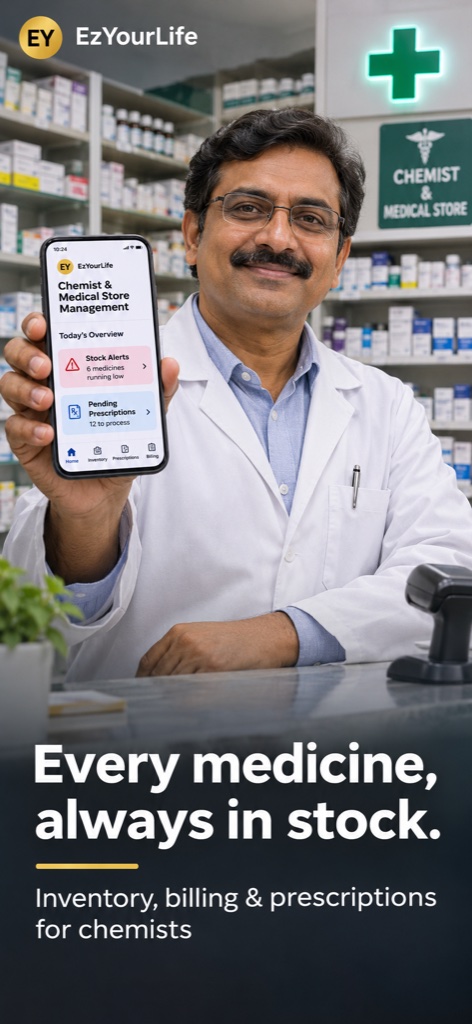 EY EzYourLife
CHEMIST
&
MEDICAL STORE
10:24
EY EzYourLife
Chemist &
Medical Store
Management
Today's Overview
Stock Alerts
6 medicines
running low
Rx
Pending
Prescriptions
12 to process
Home Inventory Prescriptions Billing
Every medicine,
always in stock.
Inventory, billing & prescriptions
for chemists